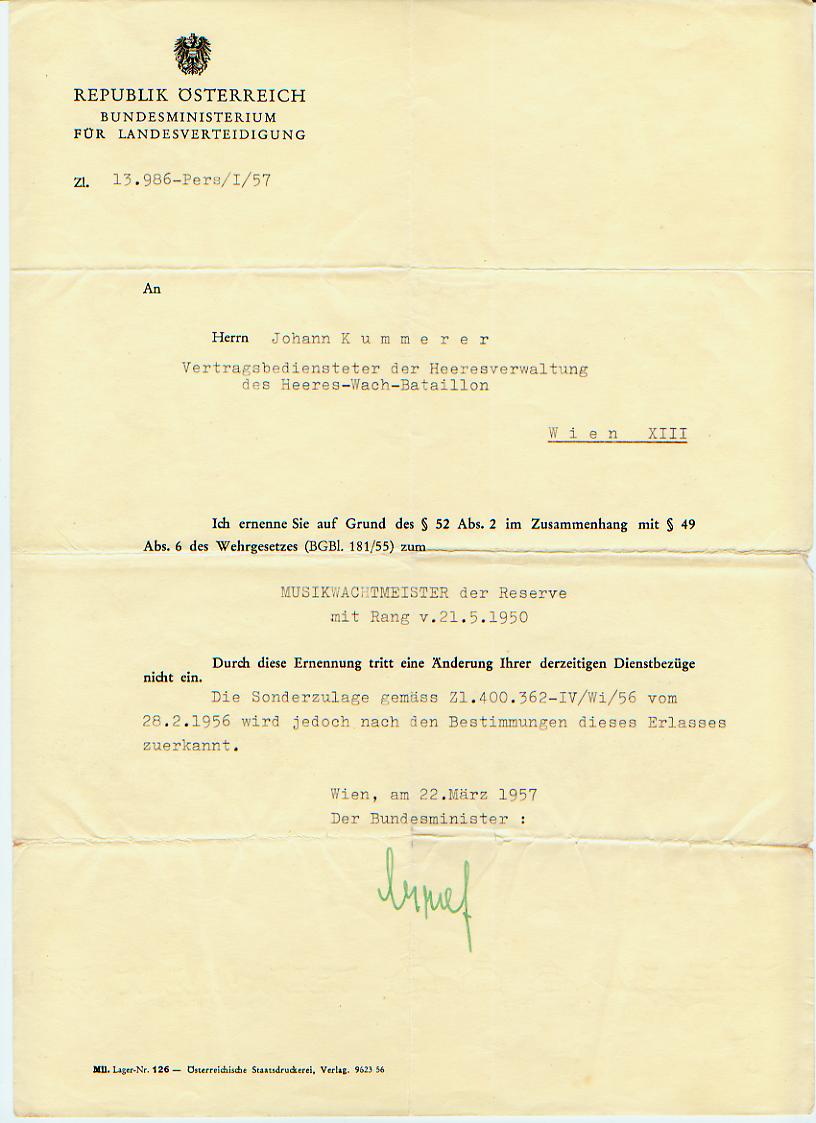 REPUBLIK ÖSTERREICH
BUNDESMINISTERIUM
FÜR LANDESVERTEIDIGUNG
Zl. 13.986-Pers/I/57
An
Herrn Johann K u m m e r e r
Vertragsbediensteter der Heeresverwaltung
des Heeres-Wach-Bataillon
W i e n XIII
Ich ernenne Sie auf Grund des § 52 Abs. 2 im Zusammenhang mit § 49
Abs. 6 des Wehrgesetzes (BGBl. 181/55) zum
MUSIKWACHTMEISTER der Reserve
mit Rang v.21.5.1950
Durch diese Ernennung tritt eine Änderung Ihrer derzeitigen Dienstbezüge
nicht ein.
Die Sonderzulage gemäss Zl.400.362-IV/Wi/56 vom
28.2.1956 wird jedoch nach den Bestimmungen dieses Erlasses
zuerkannt.
Wien, am 22.März 1957
Der Bundesminister :
Mil. Lager-Nr. 126 — Österreichische Staatsdruckerei, Verlag. 9623 56